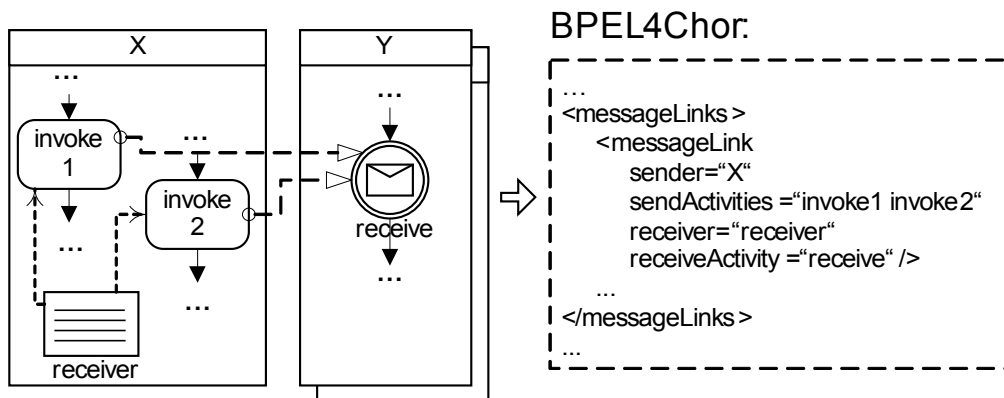 X
...
invoke
1
...
...
invoke
2
...
receiver
Y
...
receive
...
BPEL4Chor:
...
<messageLinks>
<messageLink
sender=“X“
sendActivities =“invoke1 invoke2“
receiver=“receiver“
receiveActivity =“receive“ />
...
</messageLinks>
...